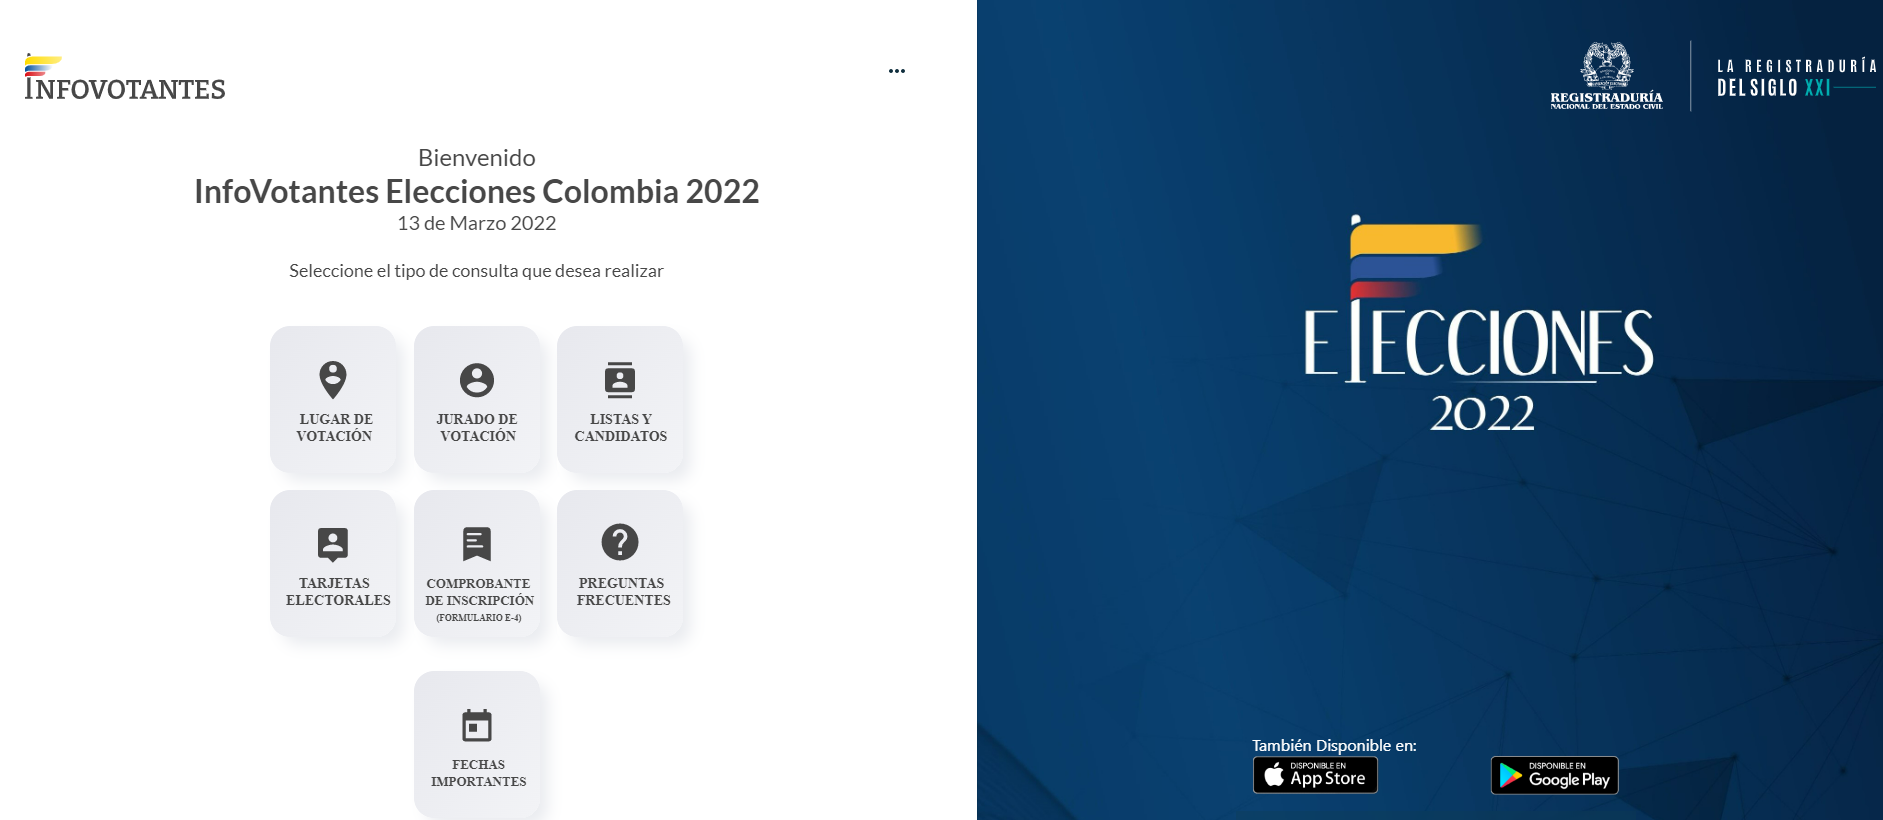 INFOVOTANTES
Bienvenido
InfoVotantes Elecciones Colombia 2022
13 de Marzo 2022
Seleccione el tipo de consulta que desea realizar
LUGAR DE
VOTACIÓN
JURADO DE
VOTACIÓN
LISTAS Y
CANDIDATOS
TARJETAS
ELECTORALES
COMPROBANTE
DE INSCRIPCIÓN
(FORMULARIO E-4)
PREGUNTAS
FRECUENTES
FECHAS
IMPORTANTES
REGISTRADURÍA
NACIONAL DEL ESTADO CIVIL
LA REGISTRADURÍA
DEL SIGLO XXI
ELECCIONES
2022
También Disponible en:
DISPONIBLE EN
App Store
DISPONIBLE EN
Google Play